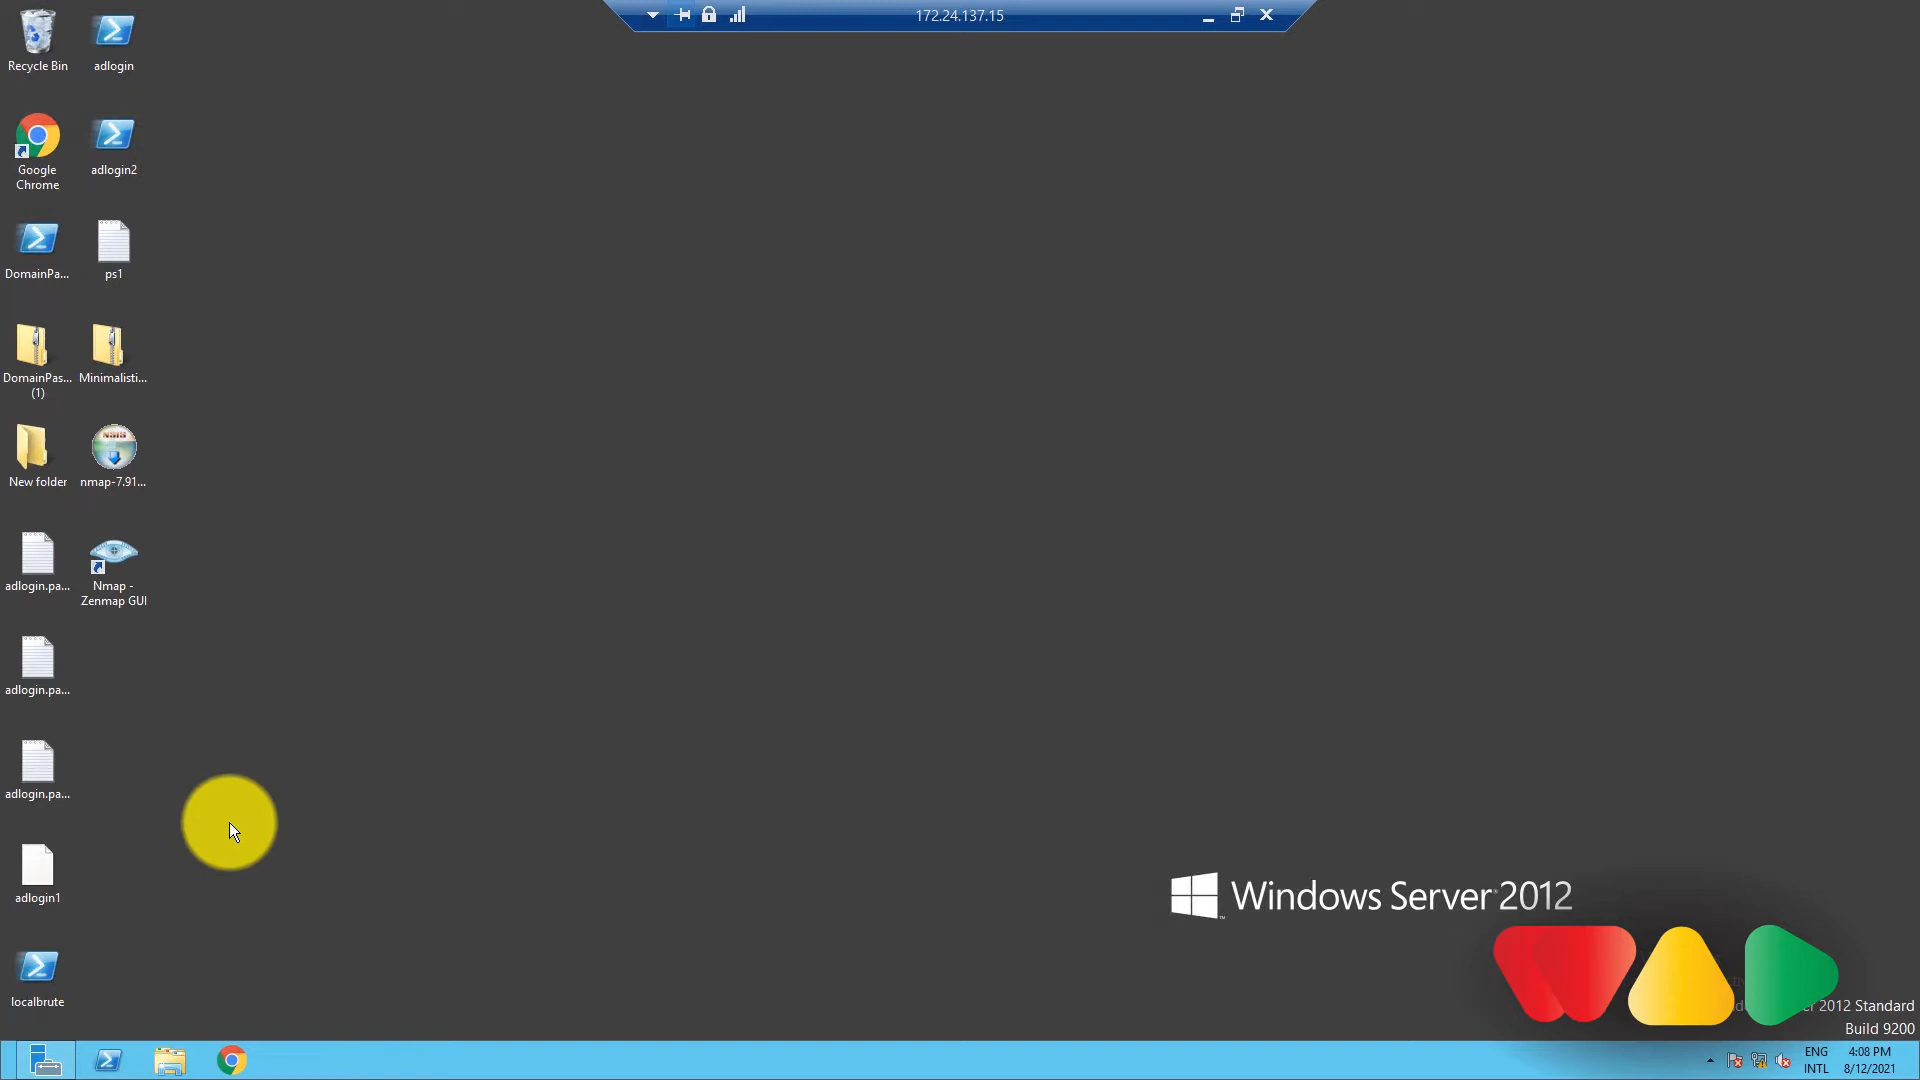 172.24.137.15
Recycle Bin
adlogin
Google
Chrome
adlogin2
DomainPa...
ps1
DomainPas...
(1)
Minimalisti...
New folder
nmap-7.91...
adlogin.pa...
Nmap -
Zenmap GUI
adlogin.pa...
adlogin.pa...
adlogin1
localbrute
Windows Server 2012
2012 Standard
Build 9200
ENG
INTL
4:08 PM
8/12/2021